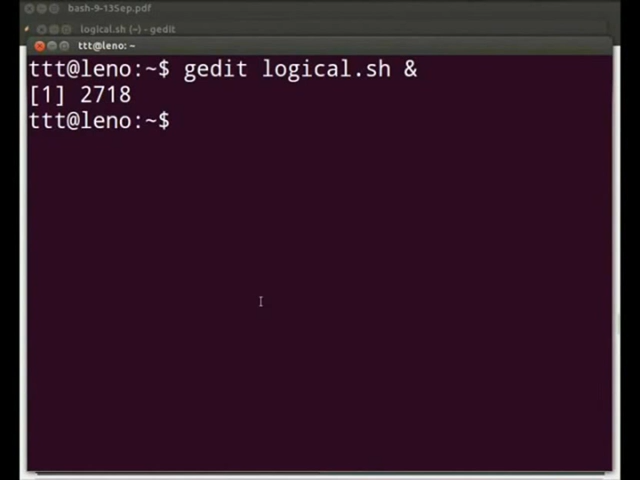 bash-9-13Sep.pdf
logical.sh (~) - gedit
ttt@leno: ~
ttt@leno:~$ gedit logical.sh &
[1] 2718
ttt@leno:~$